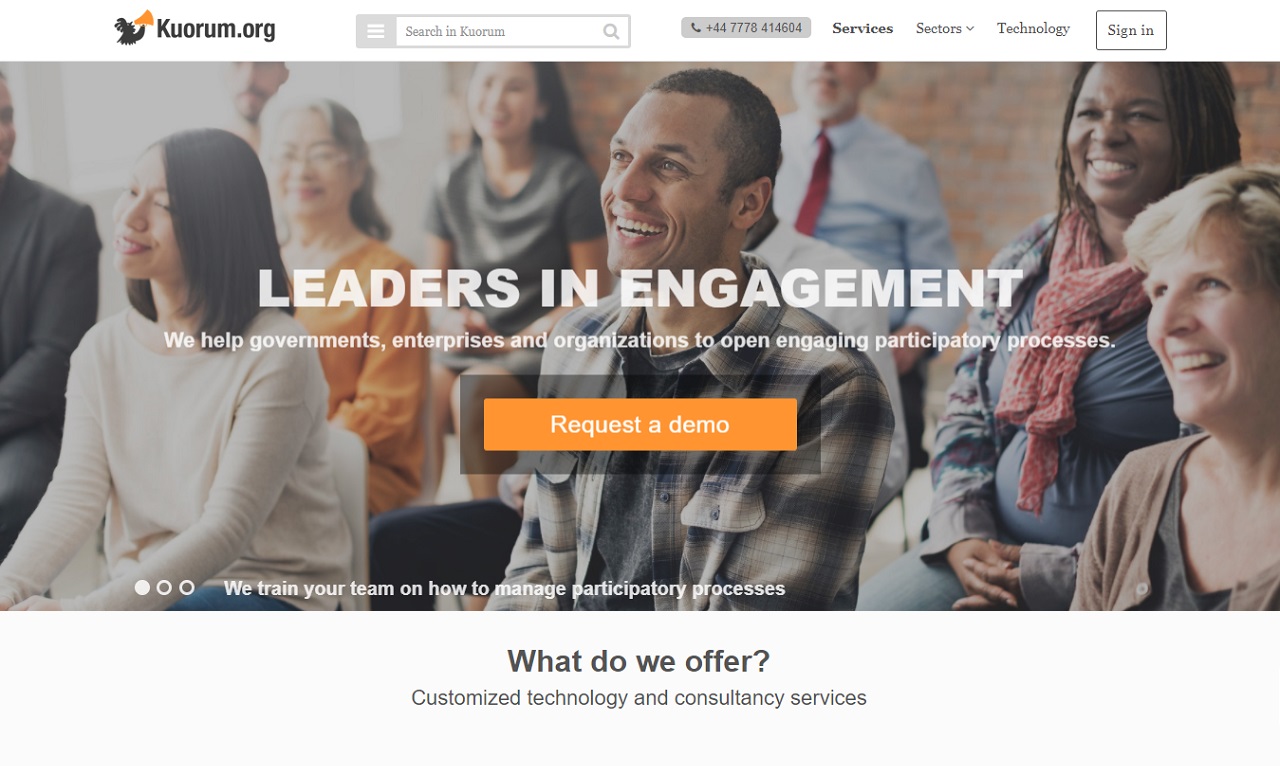 Kuorum.org
Search in Kuorum
+44 7778 414604
Services
Sectors
Technology
Sign in
LEADERS IN ENGAGEMENT
We help governments, enterprises and organizations to open engaging participatory processes.
Request a demo
We train your team on how to manage participatory processes
What do we offer?
Customized technology and consultancy services